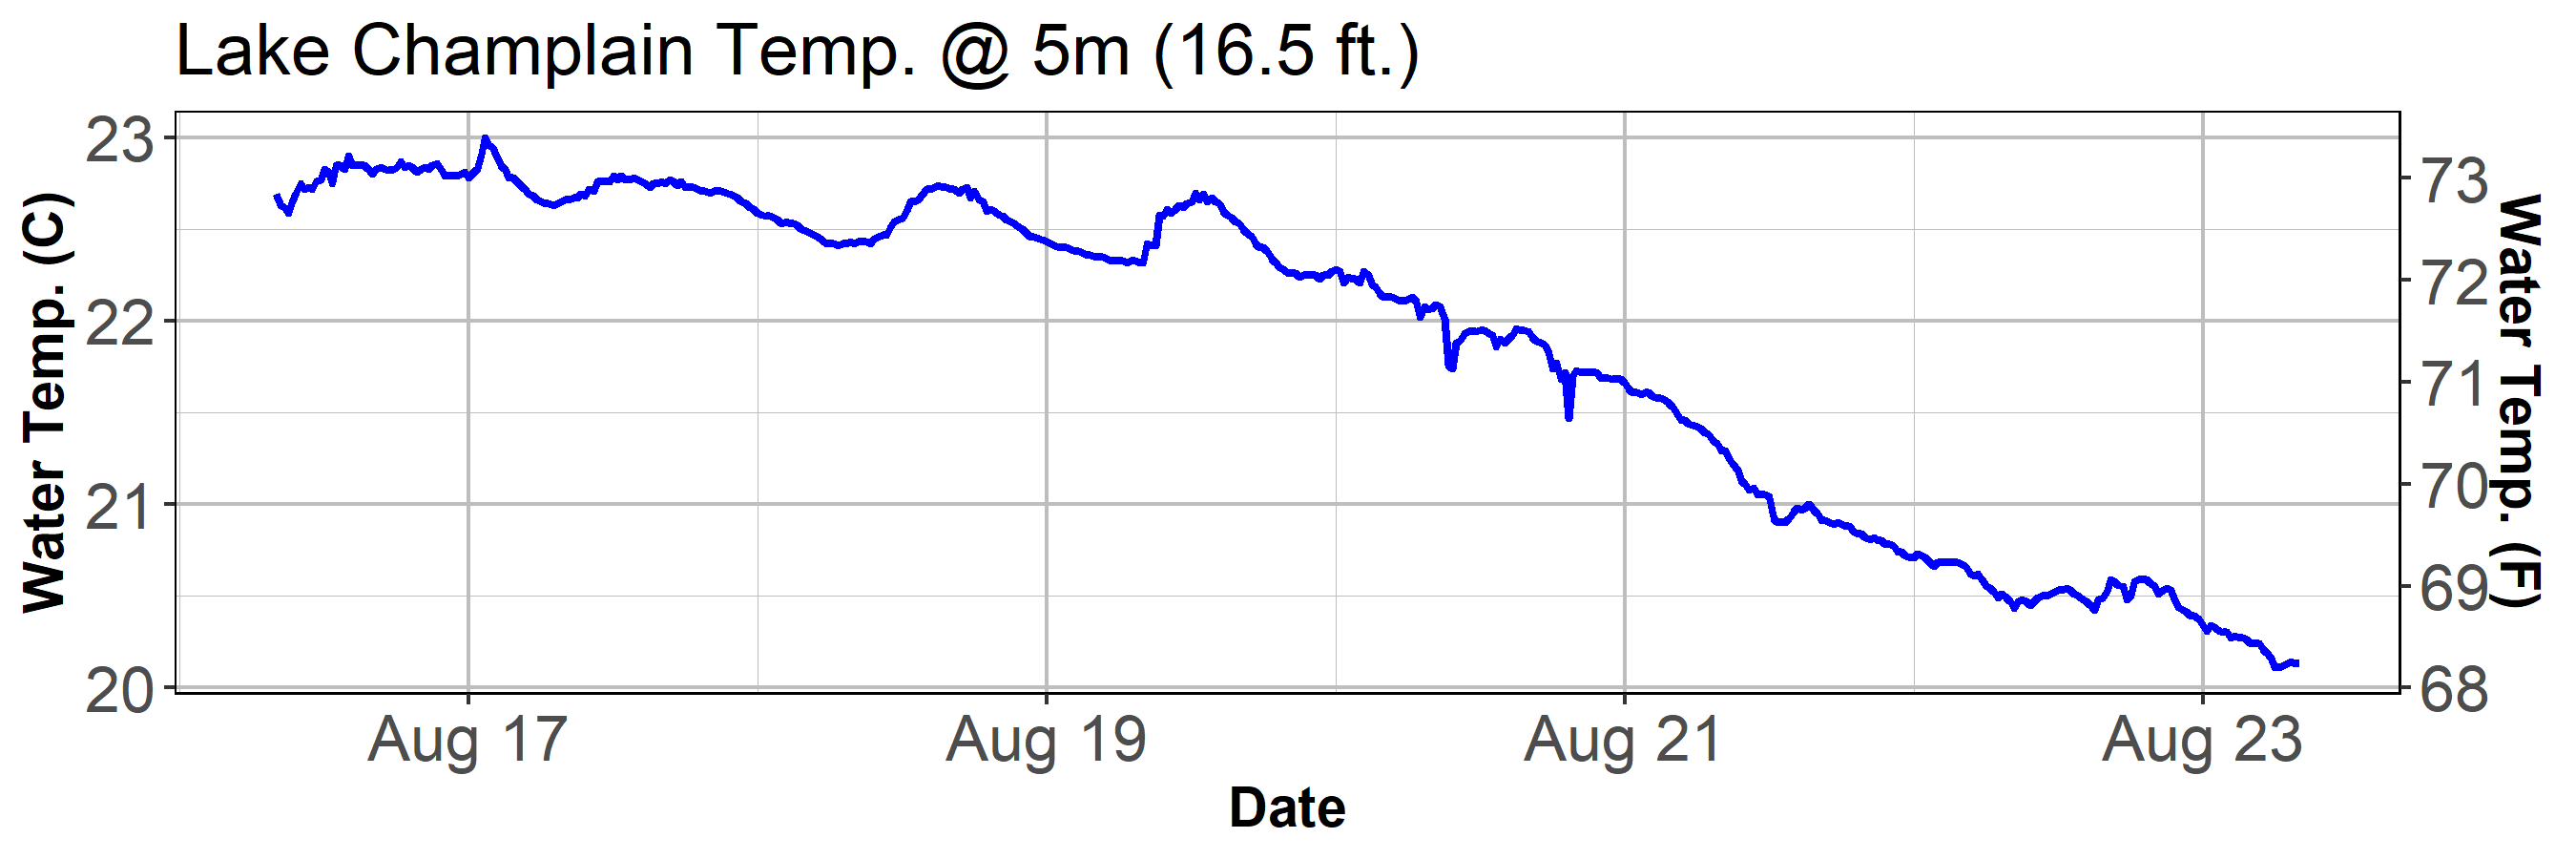 Lake Champlain Temp. @ 5m (16.5 ft.)
Water Temp. (C)
23
22
21
20
73
72
71
70
69
68
Water Temp. (F)
Aug 17 Aug 19 Aug 21 Aug 23
Date